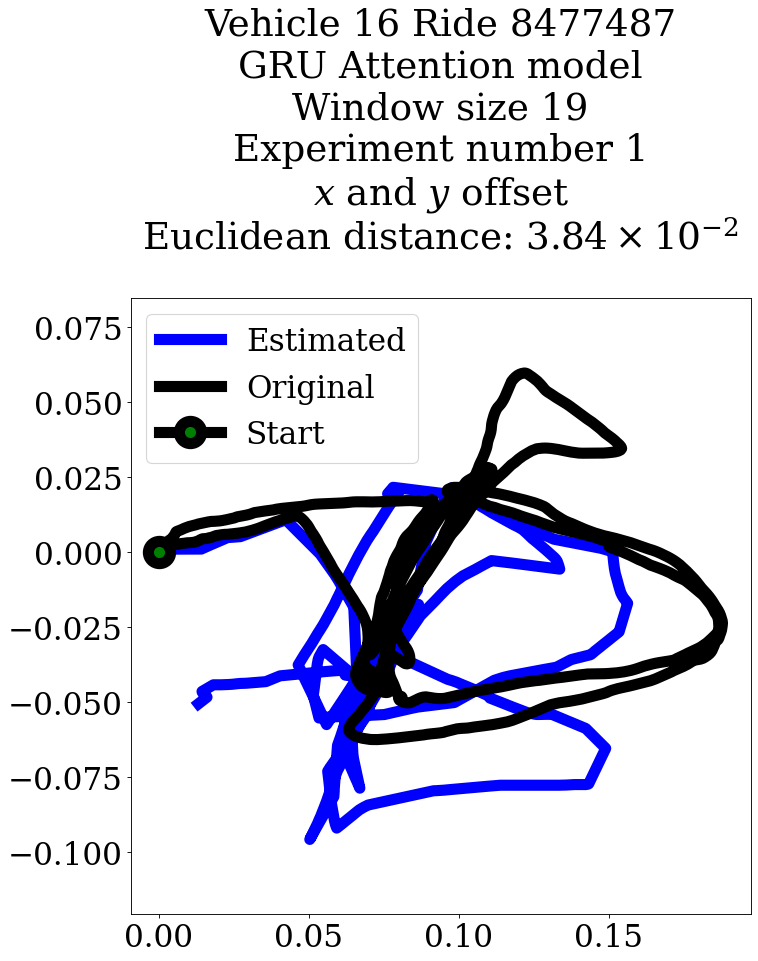 Vehicle 16 Ride 8477487
GRU Attention model
Window size 19
Experiment number 1
x and y offset
Euclidean distance: 3.84 × 10⁻²
Estimated
Original
Start
0.075
0.050
0.025
0.000
−0.025
−0.050
−0.075
−0.100
0.00 0.05 0.10 0.15